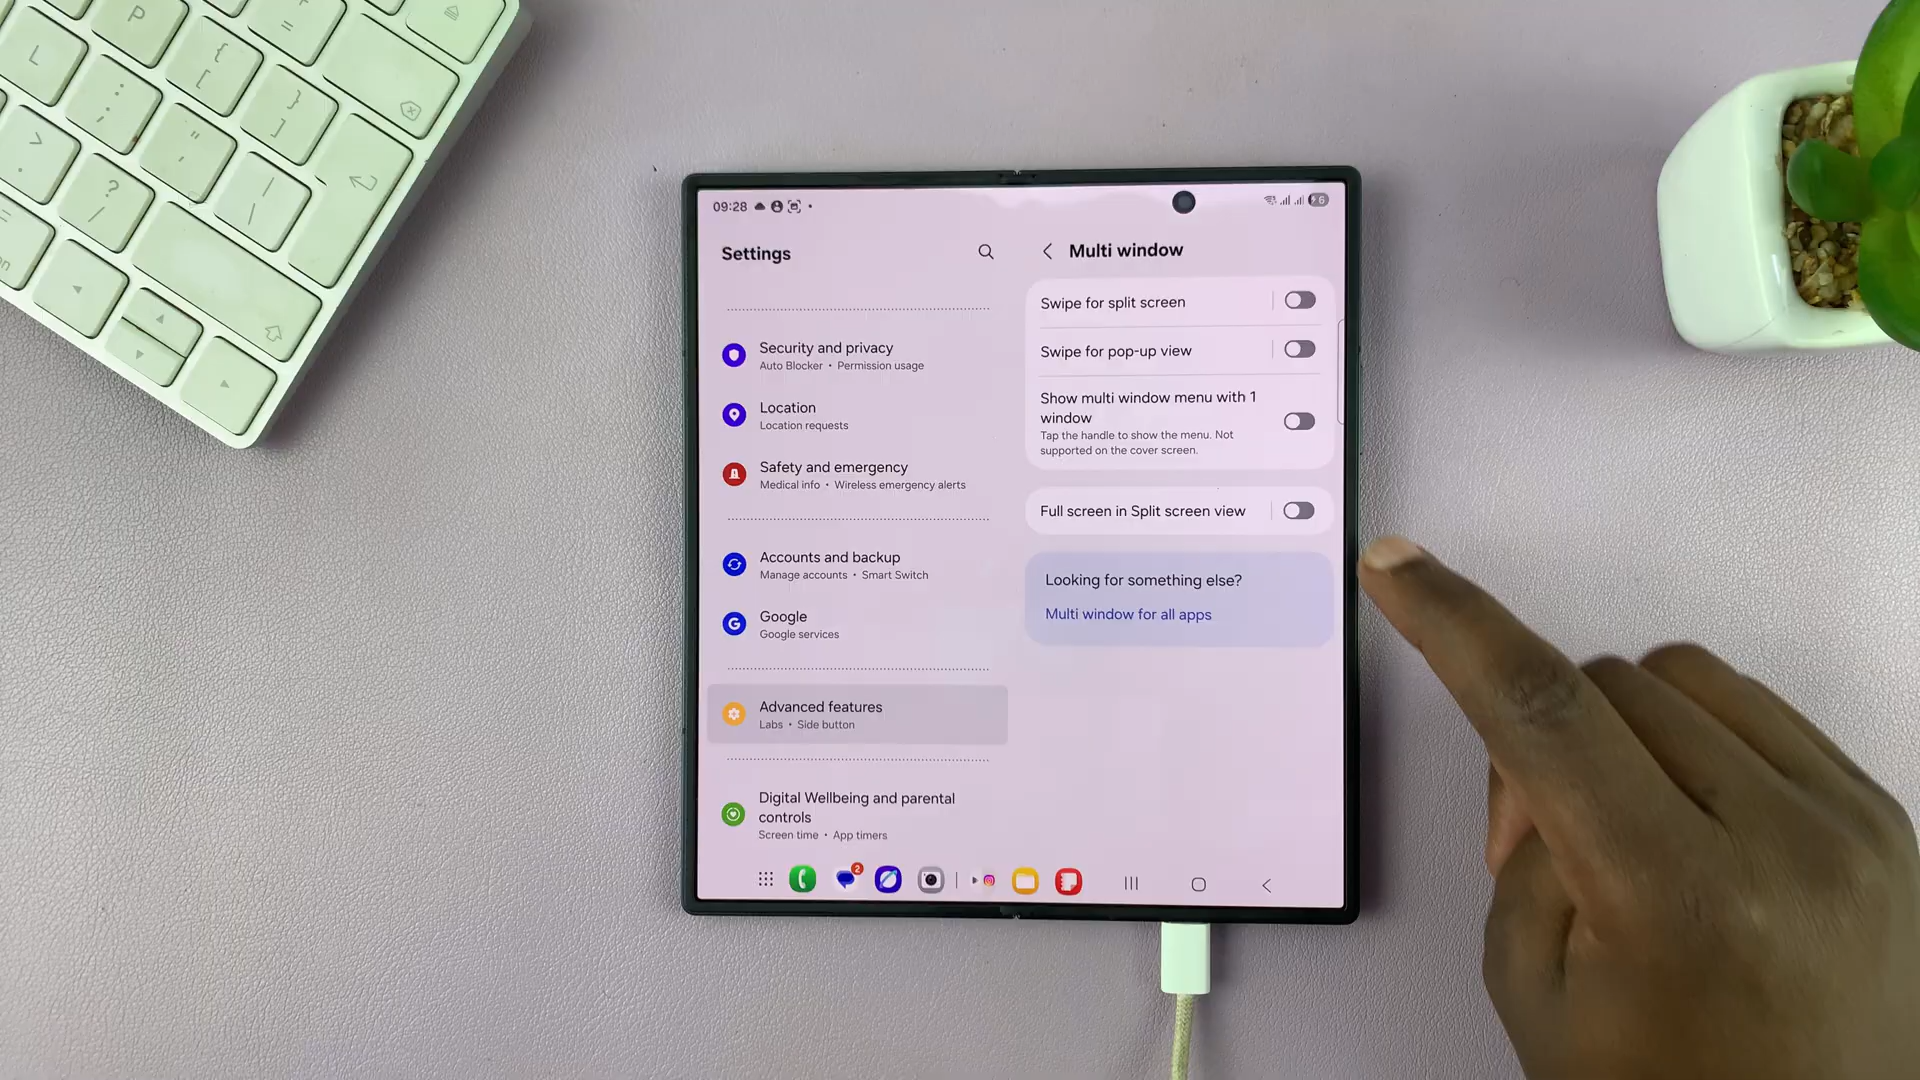 P
{
[
+
=
L
:
;
}
]
>
.
"
'
|
\
?
/
09:28
6
Settings
Security and privacy
Auto Blocker • Permission usage
Location
Location requests
Safety and emergency
Medical info • Wireless emergency alerts
Accounts and backup
Manage accounts • Smart Switch
G
Google
Google services
Advanced features
Labs • Side button
Digital Wellbeing and parental
controls
Screen time • App timers
2
Multi window
Swipe for split screen
Swipe for pop-up view
Show multi window menu with 1
window
Tap the handle to show the menu. Not
supported on the cover screen.
Full screen in Split screen view
Looking for something else?
Multi window for all apps